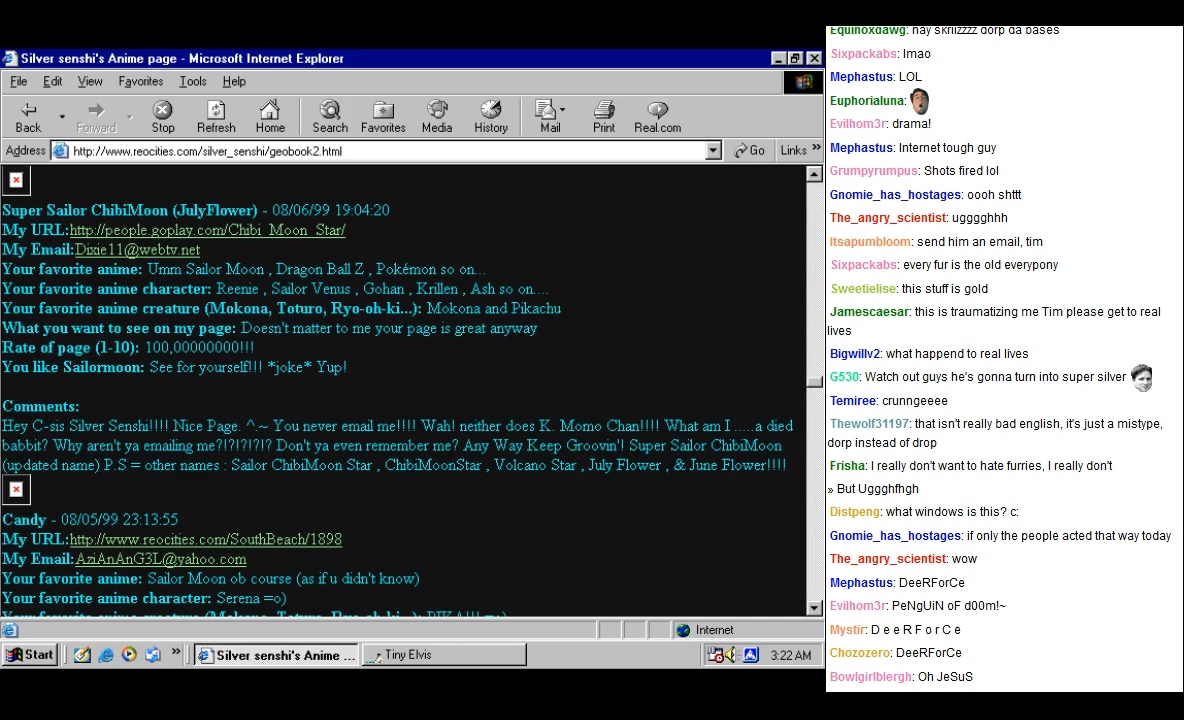 Silver senshi's Anime page - Microsoft Internet Explorer
File Edit View Favorites Tools Help
Back Forward Stop Refresh Home Search Favorites Media History Mail Print Real.com
Address http://www.reocities.com/silver_senshi/geobook2.html Go Links »
Super Sailor ChibiMoon (JulyFlower) - 08/06/99 19:04:20
My URL:http://people.goplay.com/Chibi_Moon_Star/
My Email:Dixie11@webtv.net
Your favorite anime: Umm Sailor Moon , Dragon Ball Z , Pokémon so on...
Your favorite anime character: Reenie , Sailor Venus , Gohan , Krillen , Ash so on....
Your favorite anime creature (Mokona, Toturo, Ryo-oh-ki...): Mokona and Pikachu
What you want to see on my page: Doesn't matter to me your page is great anyway
Rate of page (1-10): 100,00000000!!!
You like Sailormoon: See for yourself!!! *joke* Yup!
Comments:
Hey C-sis Silver Senshi!!!! Nice Page. ^.~ You never email me!!!! Wah! neither does K. Momo Chan!!!! What am I .....a died
babbit? Why aren't ya emailing me?!?!?!?!? Don't ya even remember me? Any Way Keep Groovin'! Super Sailor ChibiMoon
(updated name) P.S = other names : Sailor ChibiMoon Star , ChibiMoonStar , Volcano Star , July Flower , & June Flower!!!!
Candy - 08/05/99 23:13:55
My URL:http://www.reocities.com/SouthBeach/1898
My Email:AziAnAnG3L@yahoo.com
Your favorite anime: Sailor Moon ob course (as if u didn't know)
Your favorite anime character: Serena =o)
Your favorite anime creature (Mokona, Toturo, Ryo-oh-ki...): PIKA!!! =:)
Internet
Start » Silver senshi's Anime ... Tiny Elvis 3:22 AM
Equinoxdawg: hay skrilzzzz dorp da bases
Sixpackabs: lmao
Mephastus: LOL
Euphorialuna:
Evilhom3r: drama!
Mephastus: Internet tough guy
Grumpyrumpus: Shots fired lol
Gnomie_has_hostages: oooh shttt
The_angry_scientist: ugggghhh
Itsapumbloom: send him an email, tim
Sixpackabs: every fur is the old everypony
Sweetielise: this stuff is gold
Jamescaesar: this is traumatizing me Tim please get to real
lives
Bigwillv2: what happend to real lives
G530: Watch out guys he's gonna turn into super silver
Temiree: crunngeeee
Thewolf31197: that isn't really bad english, it's just a mistype,
dorp instead of drop
Frisha: I really don't want to hate furries, I really don't
» But Uggghfhgh
Distpeng: what windows is this? c:
Gnomie_has_hostages: if only the people acted that way today
The_angry_scientist: wow
Mephastus: DeeRForCe
Evilhom3r: PeNgUiN oF d00m!~
Mystir: D e e R F o r C e
Chozozero: DeeRForCe
Bowlgirlblergh: Oh JeSuS